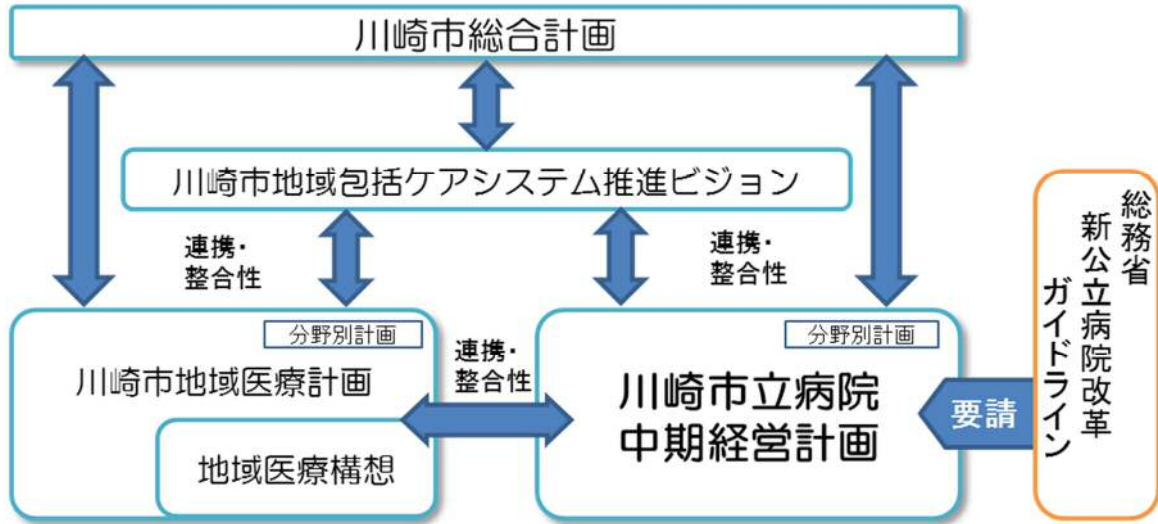 川崎市総合計画
川崎市地域包括ケアシステム推進ビジョン
連携・
整合性
連携・
整合性
分野別計画
川崎市地域医療計画
地域医療構想
連携・
整合性
分野別計画
川崎市立病院
中期経営計画
要請
総務省
新公立病院改革
ガイドライン